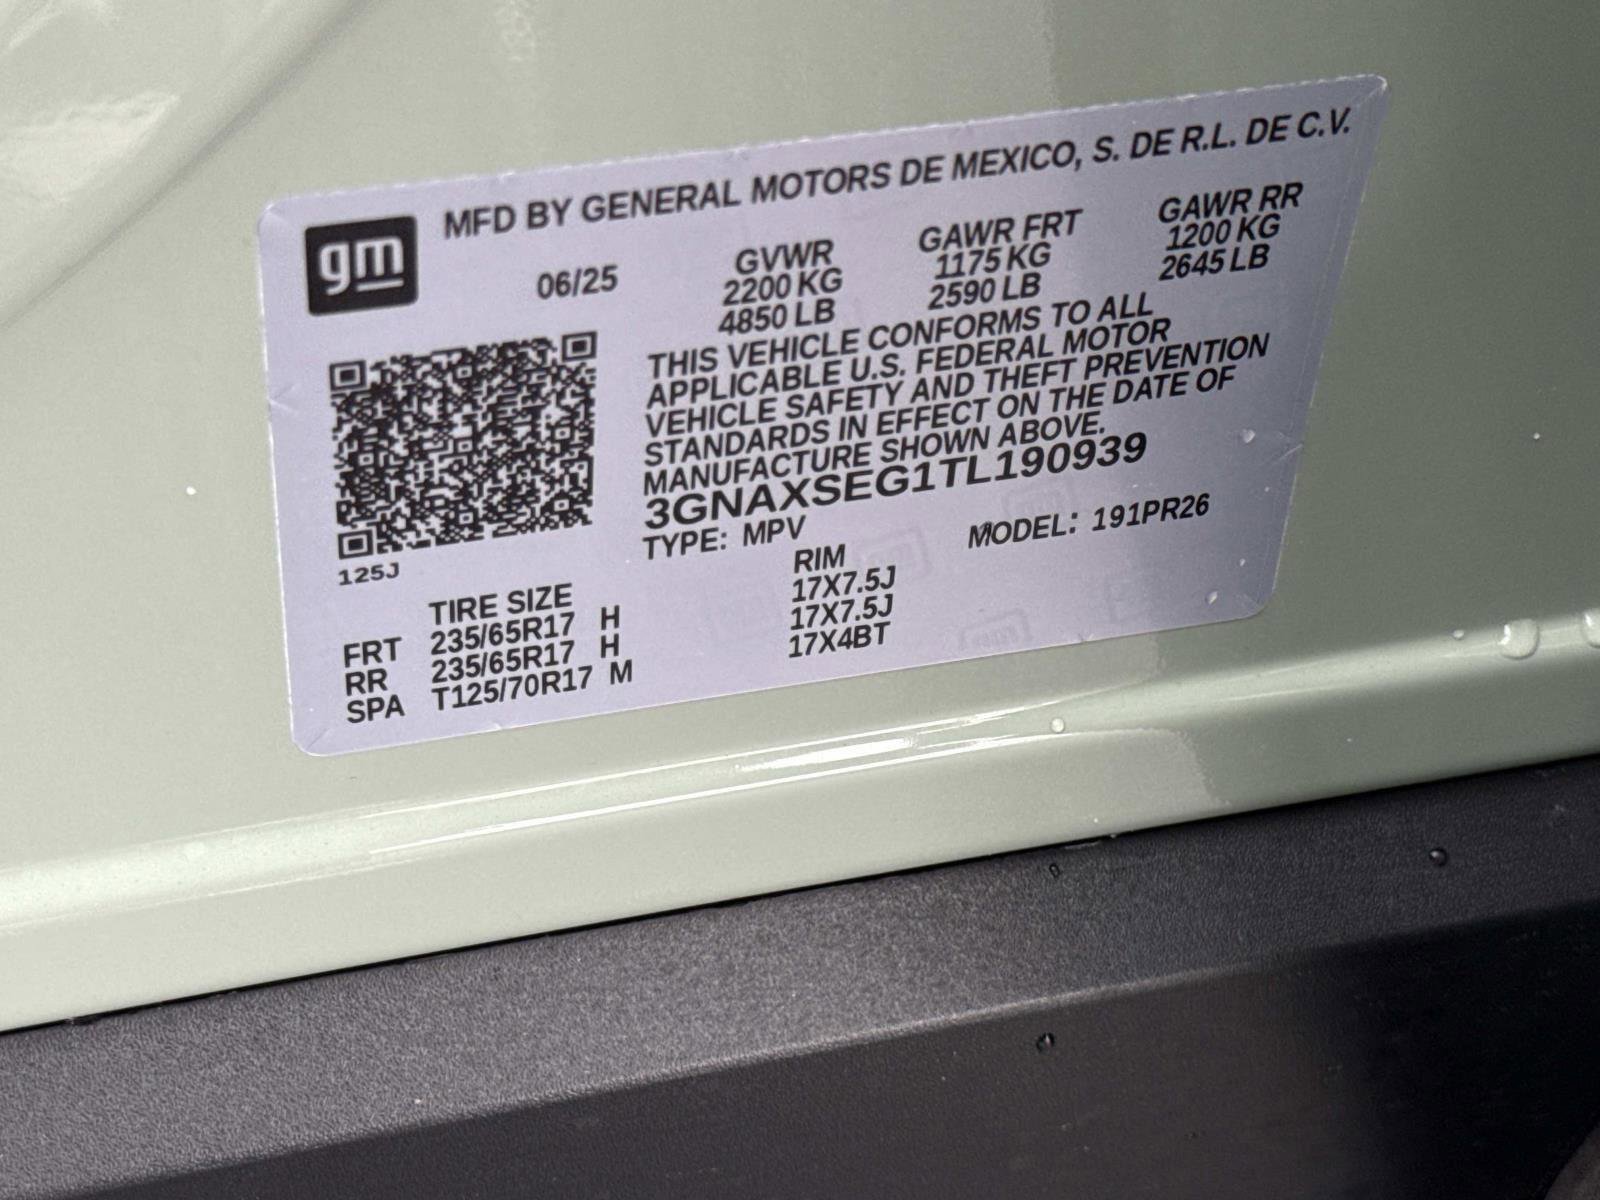 gm
MFD BY GENERAL MOTORS DE MEXICO, S. DE R.L. DE C.V.
06/25
GVWR GAWR FRT GAWR RR
2200 KG 1175 KG 1200 KG
4850 LB 2590 LB 2645 LB
THIS VEHICLE CONFORMS TO ALL
APPLICABLE U.S. FEDERAL MOTOR
VEHICLE SAFETY AND THEFT PREVENTION
STANDARDS IN EFFECT ON THE DATE OF
MANUFACTURE SHOWN ABOVE.
3GNAXSEG1TL190939
TYPE: MPV MODEL: 191PR26
125J
TIRE SIZE RIM
FRT 235/65R17 H 17X7.5J
RR 235/65R17 H 17X7.5J
SPA T125/70R17 M 17X4BT